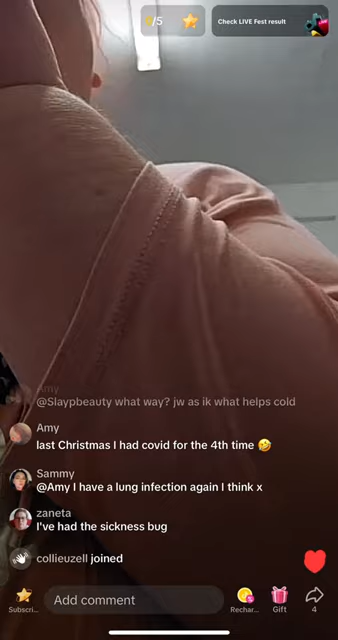 /5
Check LIVE Fest result
Amy
@Slaypbeauty what way? jw as ik what helps cold
Amy
last Christmas I had covid for the 4th time 🤣
Sammy
@Amy I have a lung infection again I think x
zaneta
I've had the sickness bug
collieuzell joined
Subscri...
Add comment
Rechar...
Gift
4